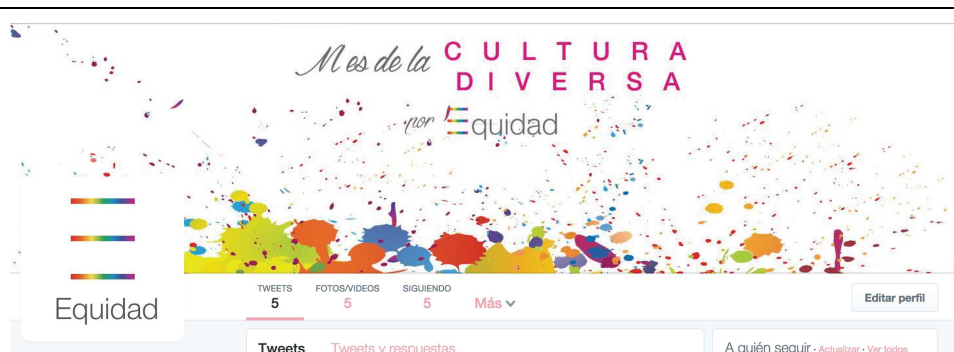 Mes de la CULTURA
DIVERSA
por Equidad
Equidad
TWEETS FOTOS/VIDEOS SIGUIENDO
5 5 5 Más
Editar perfil
Tweets Tweets y respuestas
A quién seguir · Actualizar · Ver todos